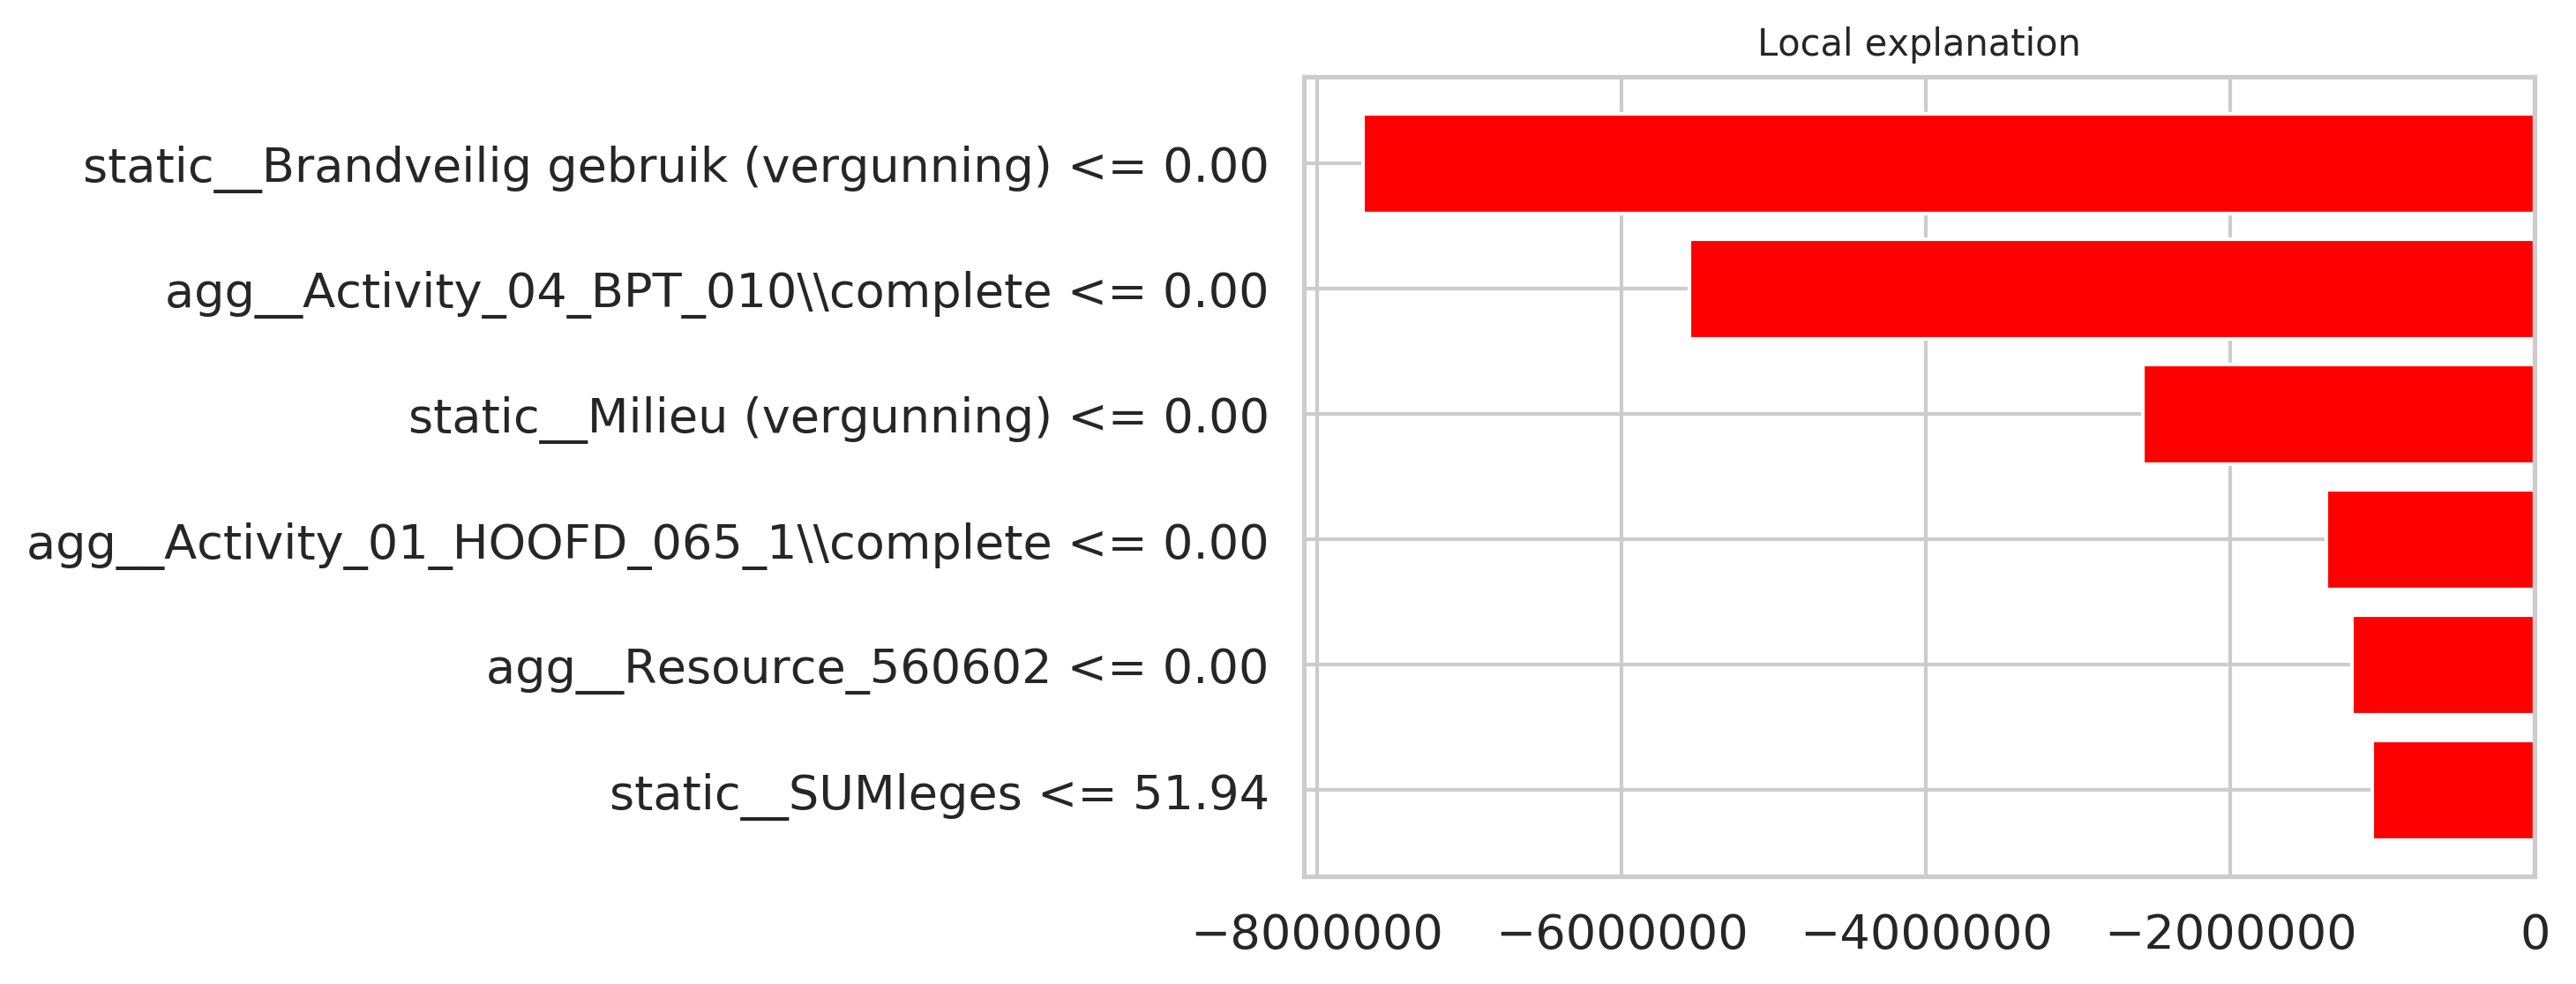 Local explanation
static__Brandveilig gebruik (vergunning) <= 0.00
agg__Activity_04_BPT_010\\complete <= 0.00
static__Milieu (vergunning) <= 0.00
agg__Activity_01_HOOFD_065_1\\complete <= 0.00
agg__Resource_560602 <= 0.00
static__SUMleges <= 51.94
−8000000 −6000000 −4000000 −2000000 0